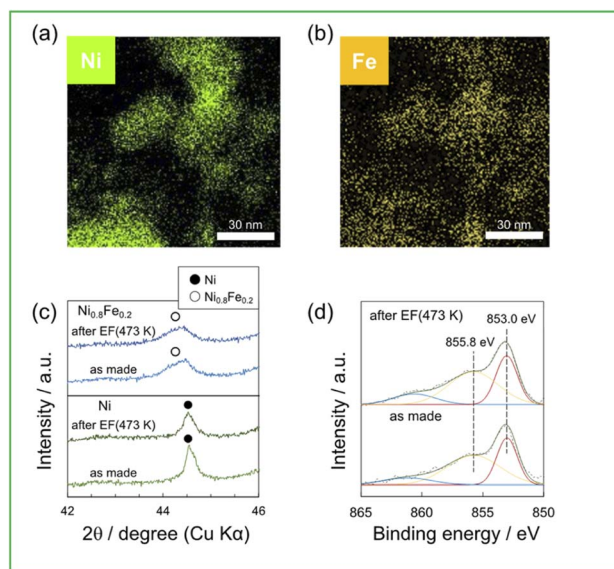 (a)
Ni
30 nm
(b)
Fe
30 nm
(c)
● Ni
○ Ni0.8Fe0.2
Ni0.8Fe0.2
after EF(473 K)
as made
Ni
after EF(473 K)
as made
Intensity / a.u.
42 43 44 45 46
2θ / degree (Cu Kα)
(d)
after EF(473 K)
853.0 eV
855.8 eV
as made
Intensity / a.u.
865 860 855 850
Binding energy / eV